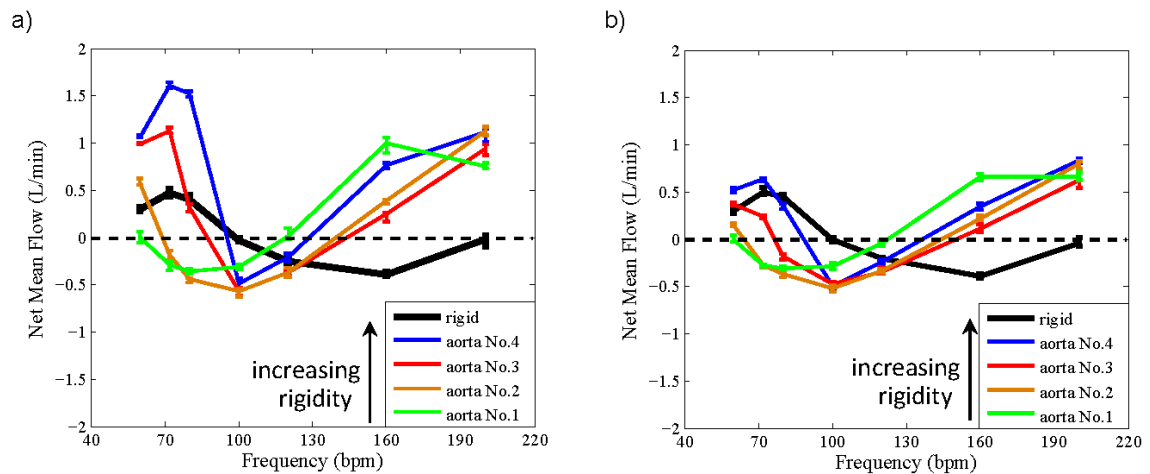 a)
2
1.5
1
0.5
0
−0.5
−1
−1.5
−2
Net Mean Flow (L/min)
40 70 100 130 160 190 220
Frequency (bpm)
increasing
rigidity
rigid
aorta No.4
aorta No.3
aorta No.2
aorta No.1
b)
2
1.5
1
0.5
0
−0.5
−1
−1.5
−2
Net Mean Flow (L/min)
40 70 100 130 160 190 220
Frequency (bpm)
increasing
rigidity
rigid
aorta No.4
aorta No.3
aorta No.2
aorta No.1